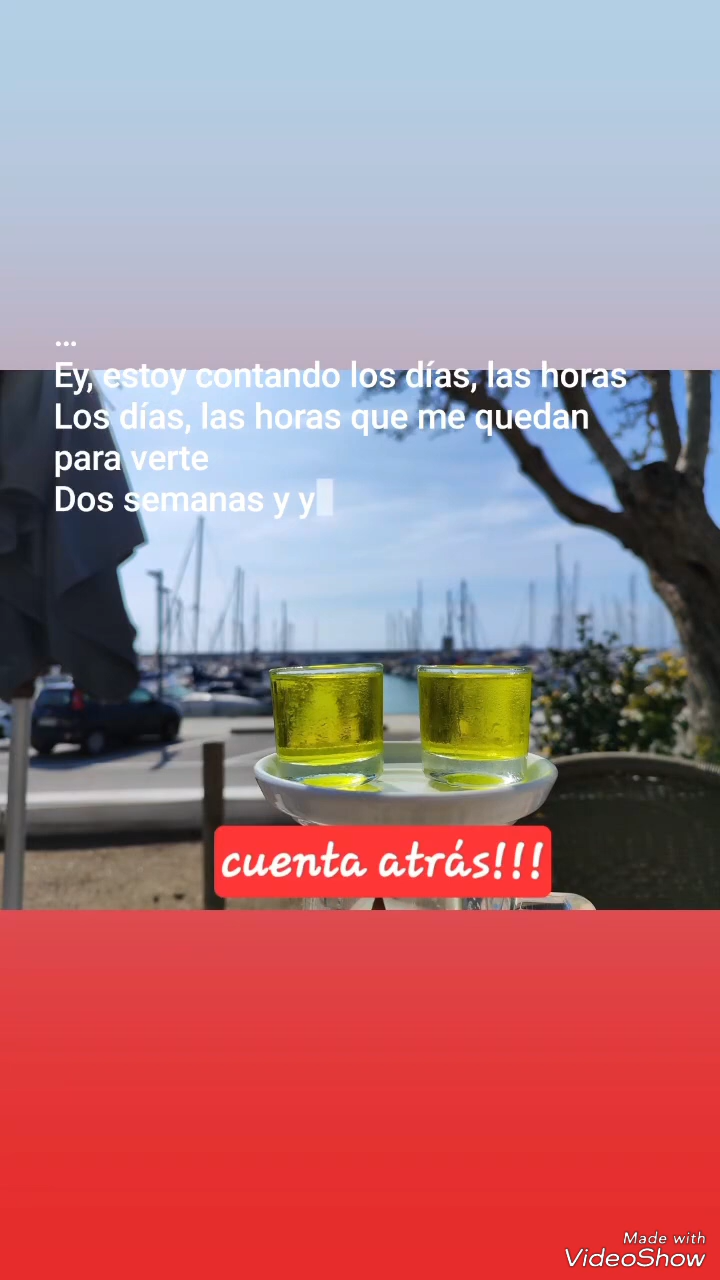 ...
Ey, estoy contando los días, las horas
Los días, las horas que me quedan
para verte
Dos semanas y y
cuenta atrás!!!
Made with
VideoShow